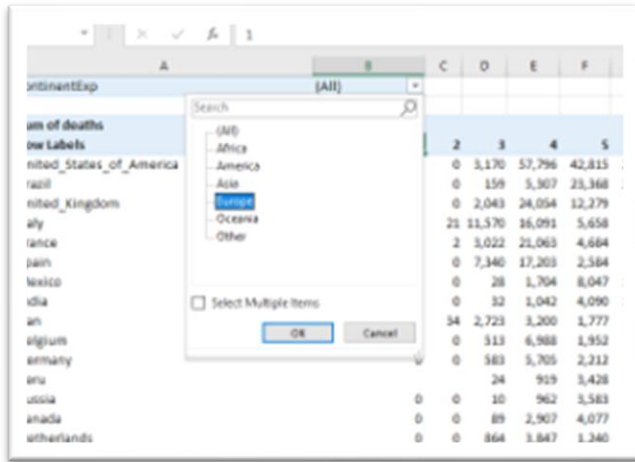 fx 1
A B C D E F
ontinentExp (All)
Search
(All)
Africa
America
Asia
Europe
Oceania
Other
Select Multiple Items
OK Cancel
um of deaths
ow Labels 2 3 4 5
nited_States_of_America 0 3,170 57,796 42,815
razil 0 159 5,307 23,368
nited_Kingdom 0 2,043 24,054 12,279
aly 21 11,570 16,091 5,658
rance 2 3,022 21,063 4,684
pain 0 7,340 17,203 2,584
lexico 0 28 1,704 8,047
dia 0 32 1,042 4,090
an 34 2,723 3,200 1,777
elgium 0 513 6,988 1,952
ermany 0 0 583 5,705 2,212
eru 24 919 3,428
ussia 0 0 10 962 3,583
anada 0 0 89 2,907 4,077
etherlands 0 0 864 3,847 1,240